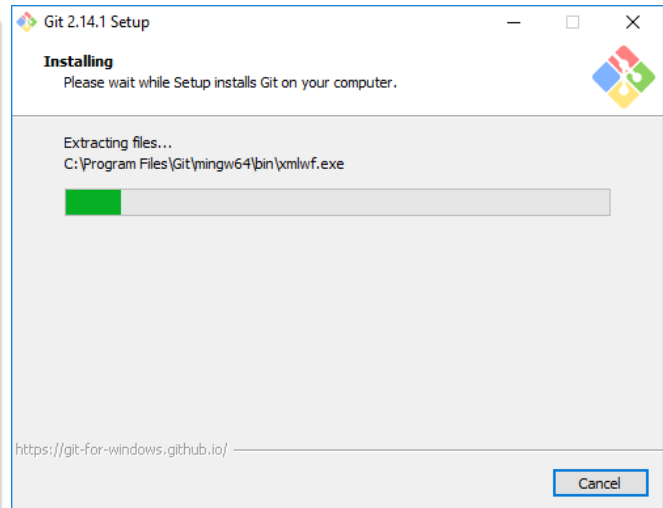 Git 2.14.1 Setup
Installing
Please wait while Setup installs Git on your computer.
Extracting files...
C:\Program Files\Git\mingw64\bin\xmlwf.exe
https://git-for-windows.github.io/
Cancel